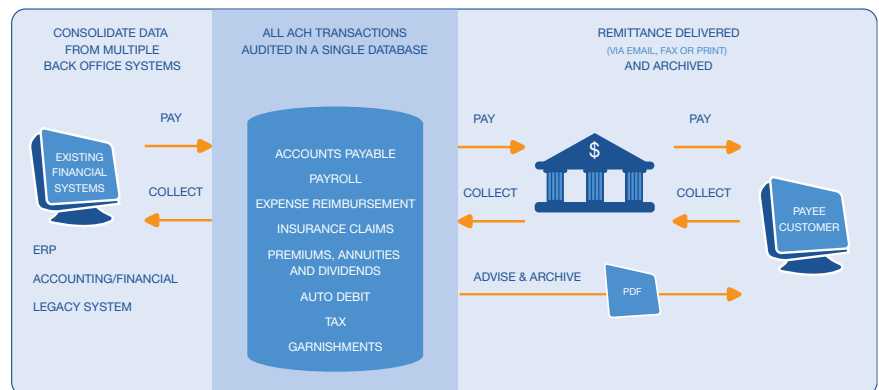 CONSOLIDATE DATA
FROM MULTIPLE
BACK OFFICE SYSTEMS
ALL ACH TRANSACTIONS
AUDITED IN A SINGLE DATABASE
REMITTANCE DELIVERED
(VIA EMAIL, FAX OR PRINT)
AND ARCHIVED
EXISTING
FINANCIAL
SYSTEMS
PAY
COLLECT
ERP
ACCOUNTING/FINANCIAL
LEGACY SYSTEM
ACCOUNTS PAYABLE
PAYROLL
EXPENSE REIMBURSEMENT
INSURANCE CLAIMS
PREMIUMS, ANNUITIES
AND DIVIDENDS
AUTO DEBIT
TAX
GARNISHMENTS
PAY
COLLECT
$
PAY
COLLECT
PAYEE
CUSTOMER
ADVISE & ARCHIVE
PDF